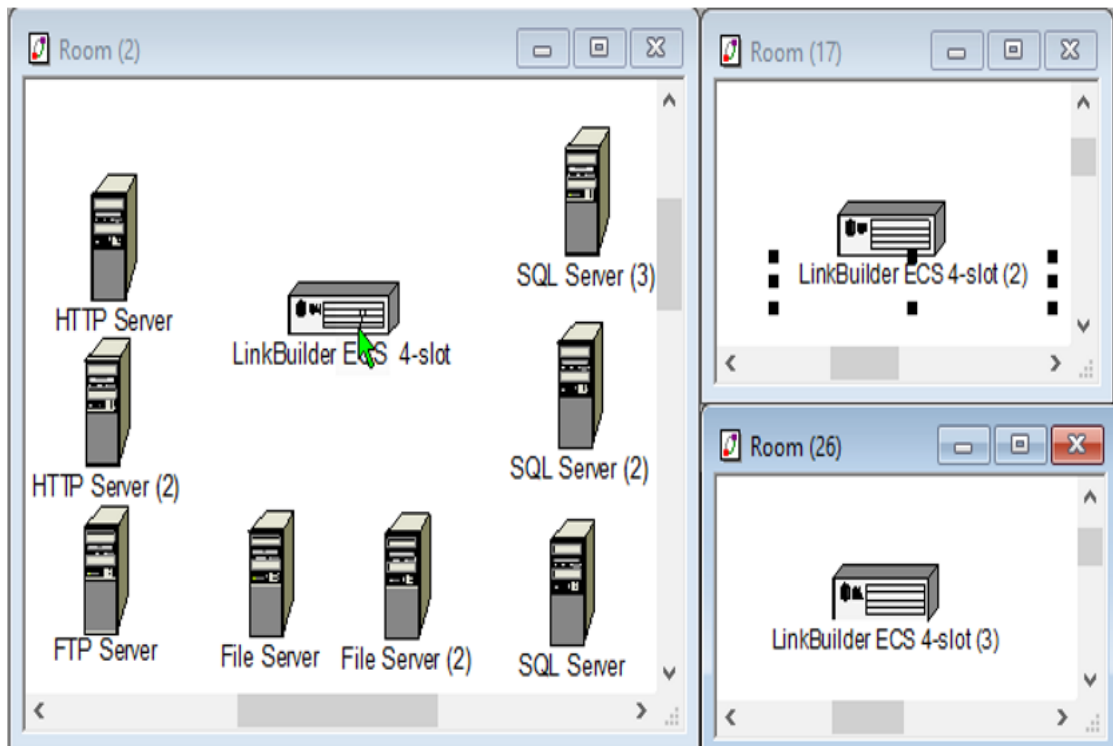 Room (2)
SQL Server (3)
HTTP Server
LinkBuilder ECS 4-slot
HTTP Server (2)
SQL Server (2)
FTP Server
File Server
File Server (2)
SQL Server
Room (17)
LinkBuilder ECS 4-slot (2)
Room (26)
LinkBuilder ECS 4-slot (3)